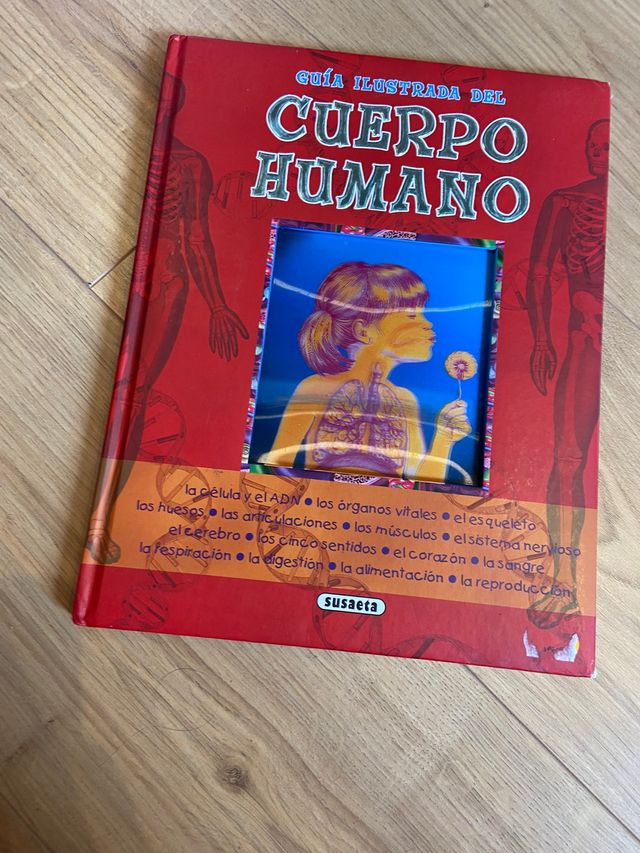 GUÍA ILUSTRADA DEL
CUERPO
HUMANO
la célula y el ADN • los órganos vitales • el esqueleto
los huesos • las articulaciones • los músculos • el sistema nervioso
el cerebro • los cinco sentidos • el corazón • la sangre
la respiración • la digestión • la alimentación • la reproducción
susaeta